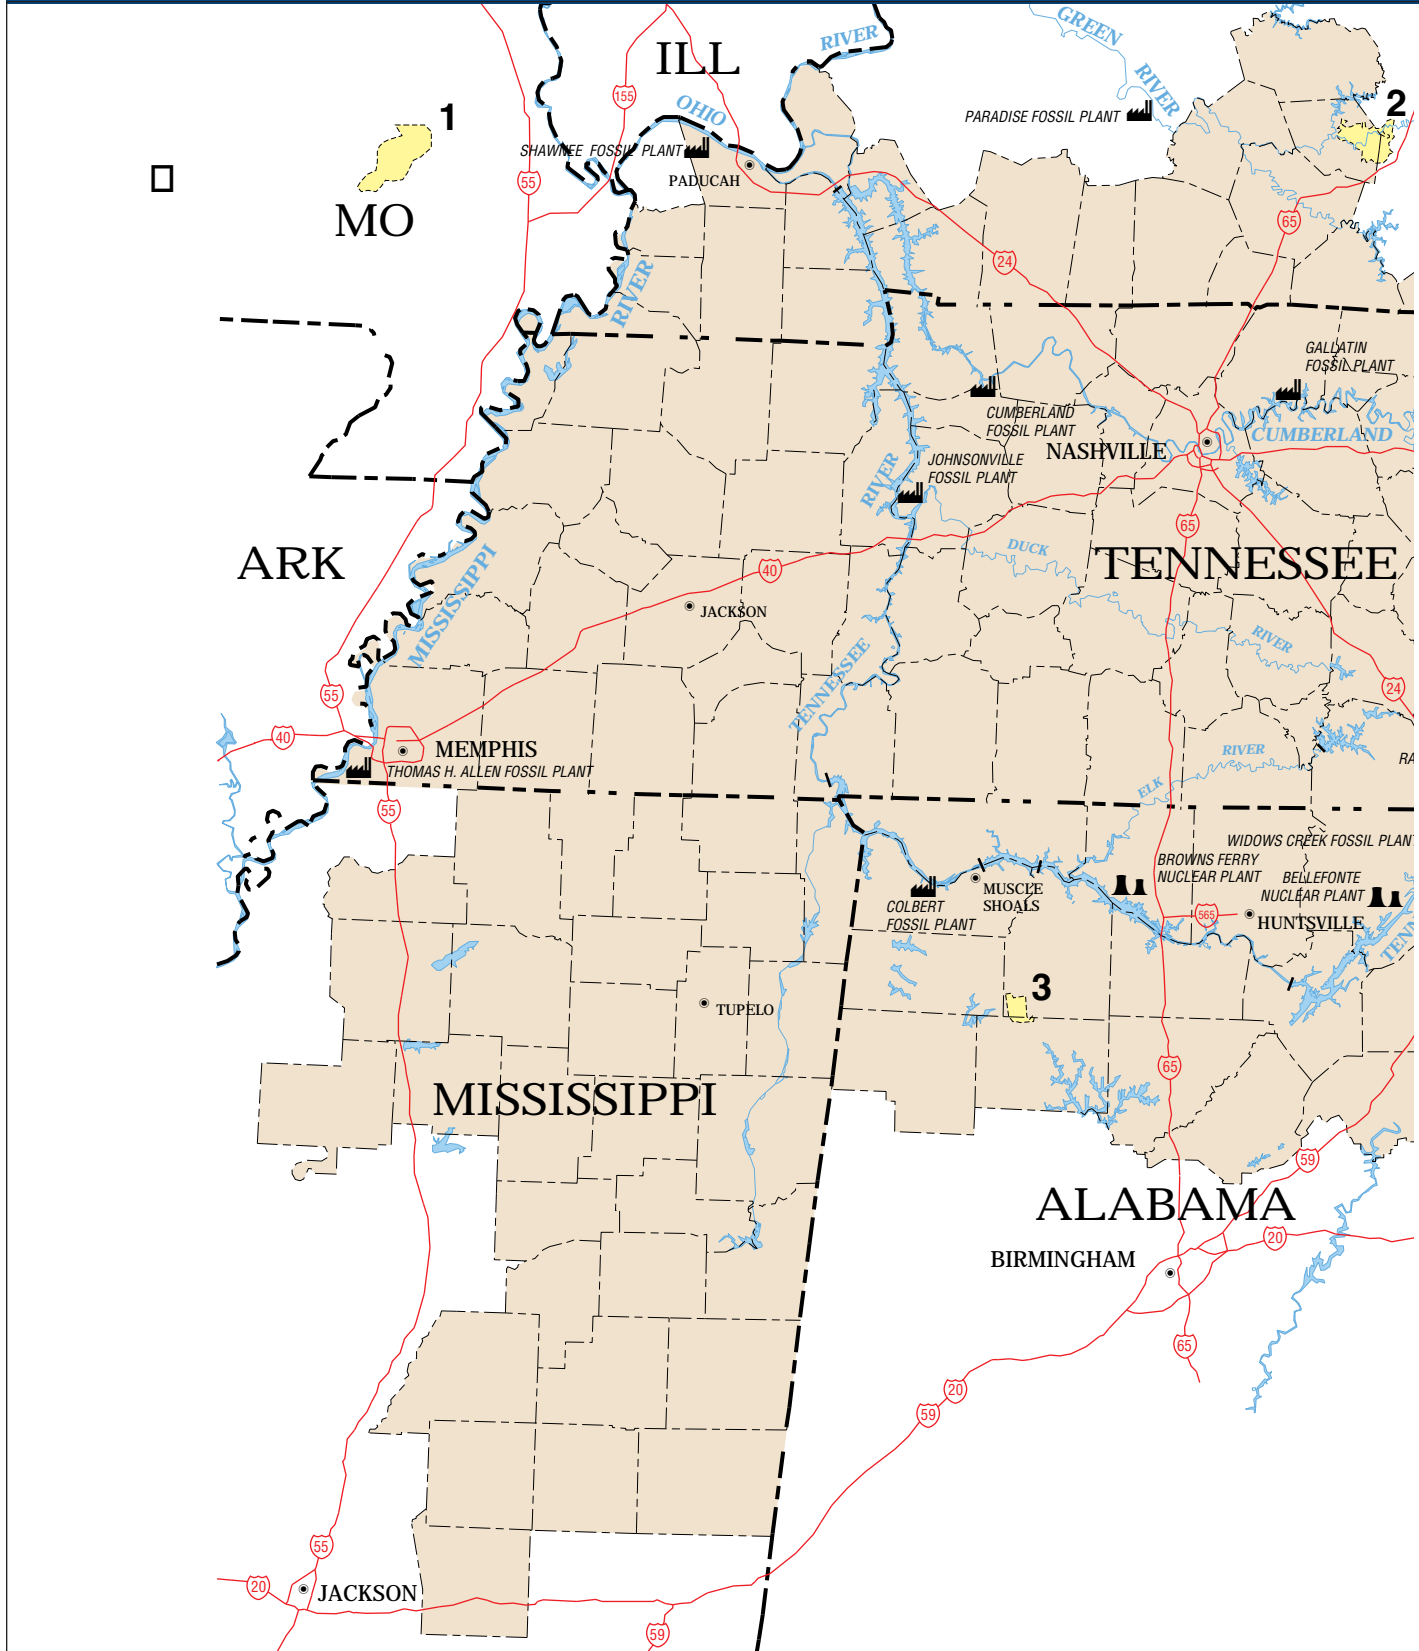 ILL
RIVER
GREEN
RIVER
155
1
OHIO
PARADISE FOSSIL PLANT
2
SHAWNEE FOSSIL PLANT
PADUCAH
55
MO
65
24
RIVER
GALLATIN
FOSSIL PLANT
CUMBERLAND
FOSSIL PLANT
CUMBERLAND
NASHVILLE
JOHNSONVILLE
FOSSIL PLANT
RIVER
65
DUCK
ARK
TENNESSEE
40
MISSISSIPPI
JACKSON
RIVER
TENNESSEE
55
24
40
MEMPHIS
THOMAS H. ALLEN FOSSIL PLANT
RIVER
RA
ELK
55
WIDOWS CREEK FOSSIL PLANT
BROWNS FERRY
NUCLEAR PLANT
BELLEFONTE
NUCLEAR PLANT
MUSCLE
SHOALS
COLBERT
FOSSIL PLANT
565
HUNTSVILLE
TENN
3
TUPELO
65
MISSISSIPPI
59
ALABAMA
20
BIRMINGHAM
65
20
59
55
20
JACKSON
59